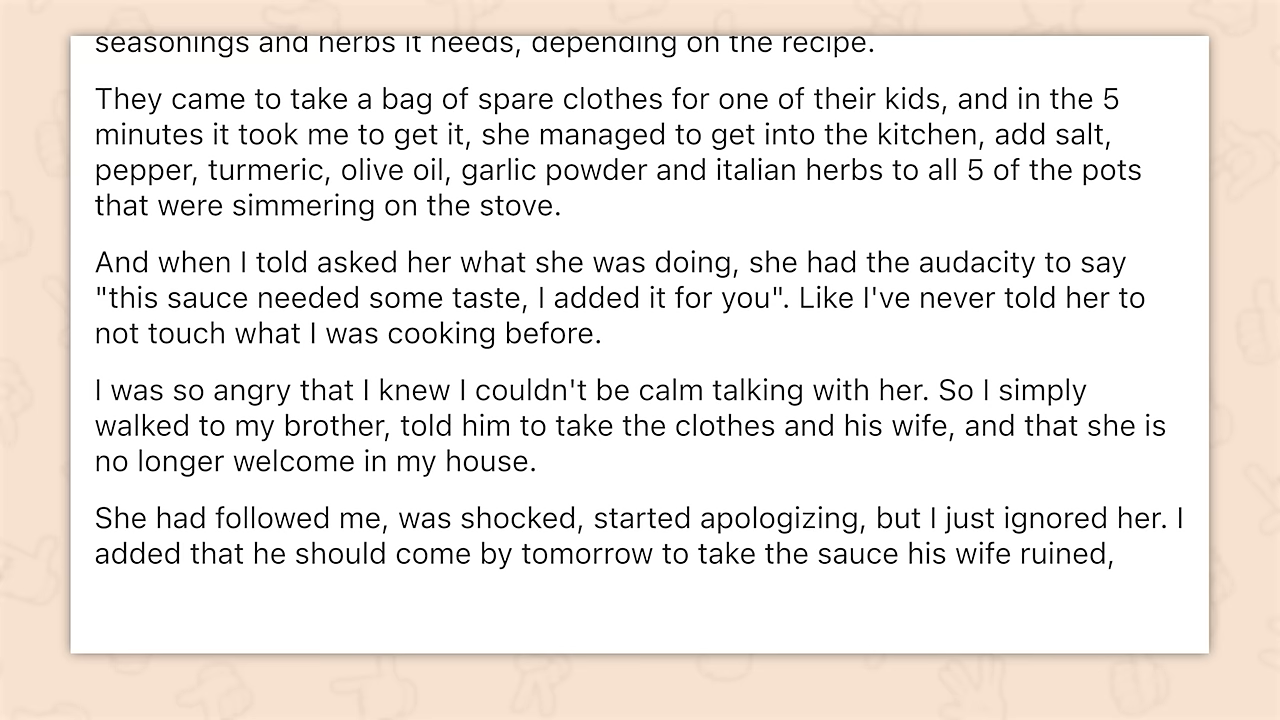 seasonings and herbs it needs, depending on the recipe.
They came to take a bag of spare clothes for one of their kids, and in the 5
minutes it took me to get it, she managed to get into the kitchen, add salt,
pepper, turmeric, olive oil, garlic powder and italian herbs to all 5 of the pots
that were simmering on the stove.
And when I told asked her what she was doing, she had the audacity to say
"this sauce needed some taste, I added it for you". Like I've never told her to
not touch what I was cooking before.
I was so angry that I knew I couldn't be calm talking with her. So I simply
walked to my brother, told him to take the clothes and his wife, and that she is
no longer welcome in my house.
She had followed me, was shocked, started apologizing, but I just ignored her. I
added that he should come by tomorrow to take the sauce his wife ruined,